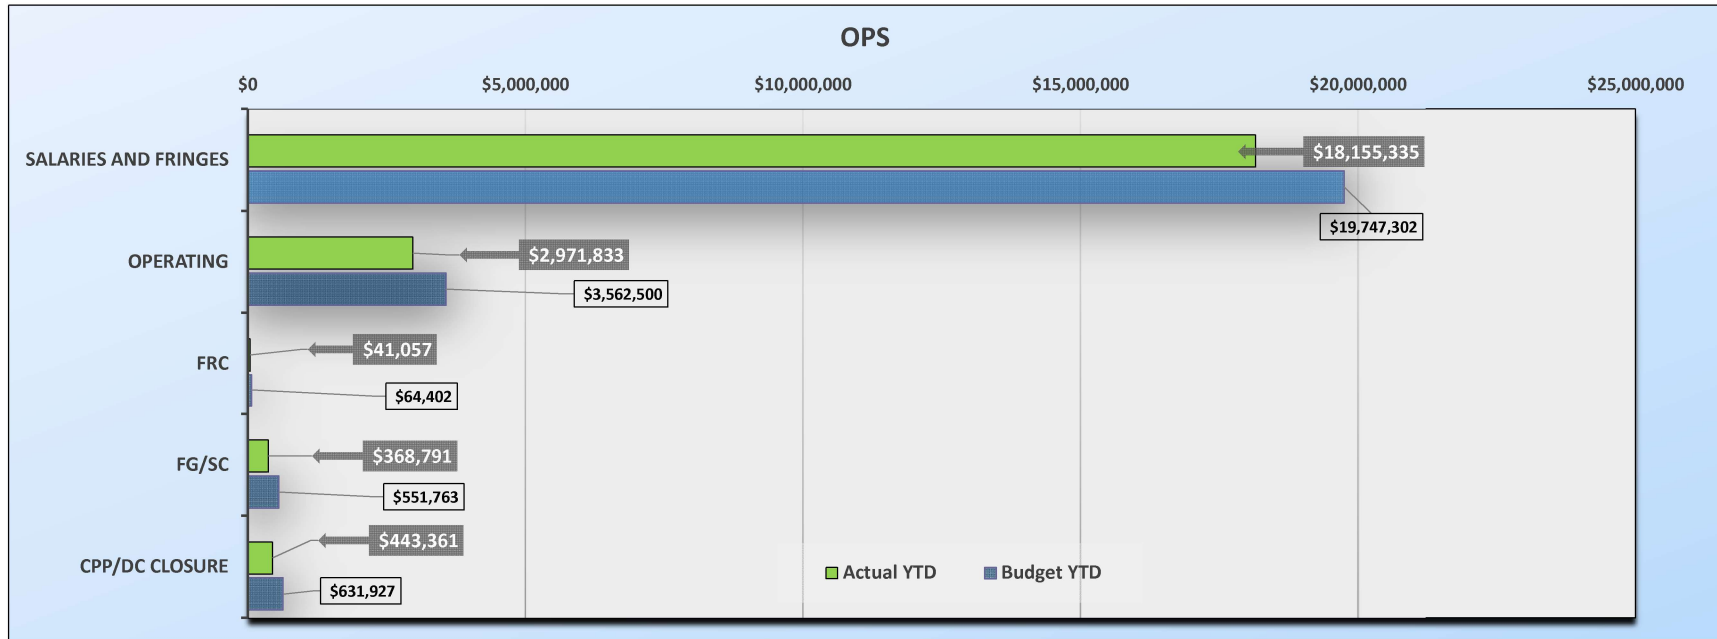 OPS
$0 $5,000,000 $10,000,000 $15,000,000 $20,000,000 $25,000,000
SALARIES AND FRINGES
$18,155,335
$19,747,302
OPERATING
$2,971,833
$3,562,500
FRC
$41,057
$64,402
FG/SC
$368,791
$551,763
CPP/DC CLOSURE
$443,361
$631,927
Actual YTD Budget YTD